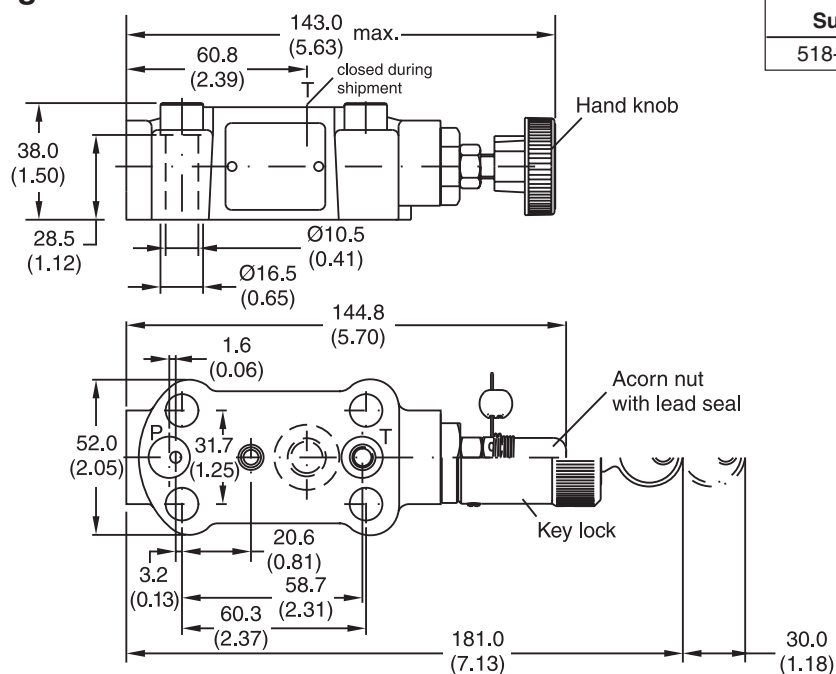 g
143.0
(5.63)
max.
60.8
(2.39)
T
closed during
shipment
Su
518-
Hand knob
38.0
(1.50)
28.5
(1.12)
Ø10.5
(0.41)
Ø16.5
(0.65)
144.8
(5.70)
1.6
(0.06)
Acorn nut
with lead seal
P
T
52.0
(2.05)
31.7
(1.25)
Key lock
20.6
(0.81)
3.2
(0.13)
58.7
(2.31)
60.3
(2.37)
181.0
(7.13)
30.0
(1.18)